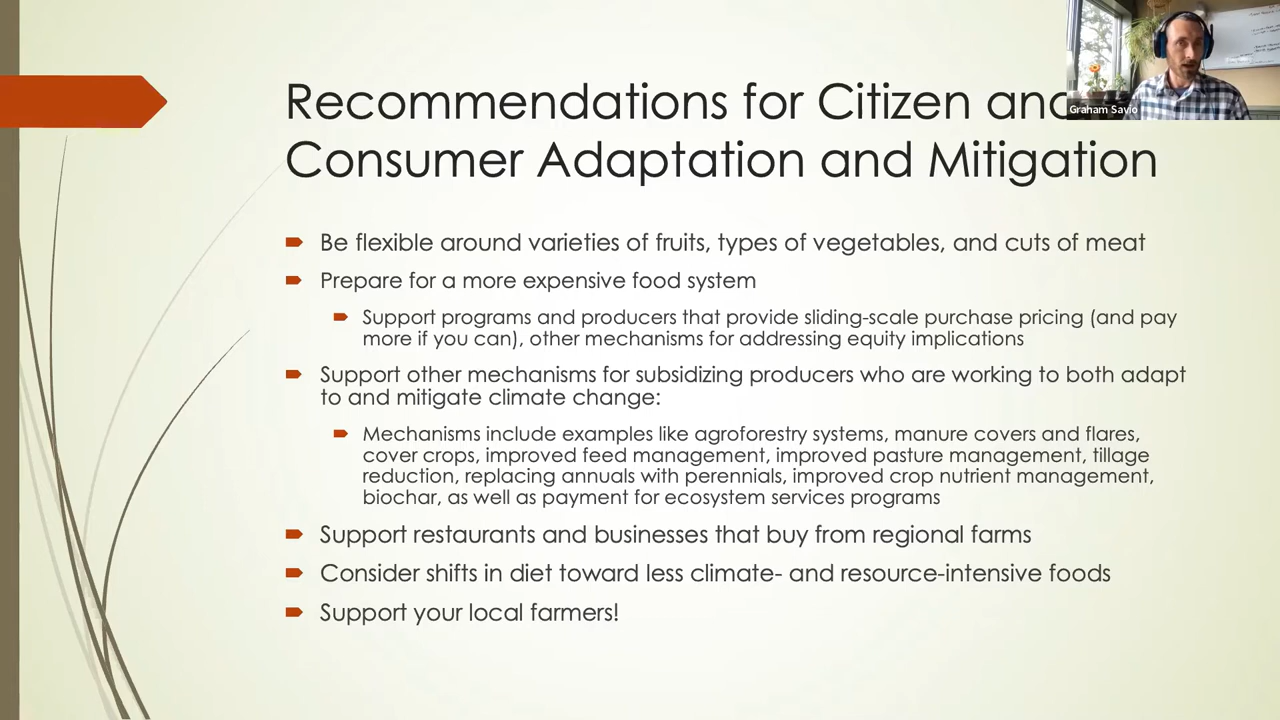 Recommendations for Citizen and
Graham Savio
Consumer Adaptation and Mitigation
Be flexible around varieties of fruits, types of vegetables, and cuts of meat
Prepare for a more expensive food system
Support programs and producers that provide sliding-scale purchase pricing (and pay
more if you can), other mechanisms for addressing equity implications
Support other mechanisms for subsidizing producers who are working to both adapt
to and mitigate climate change:
Mechanisms include examples like agroforestry systems, manure covers and flares,
cover crops, improved feed management, improved pasture management, tillage
reduction, replacing annuals with perennials, improved crop nutrient management,
biochar, as well as payment for ecosystem services programs
Support restaurants and businesses that buy from regional farms
Consider shifts in diet toward less climate- and resource-intensive foods
Support your local farmers!